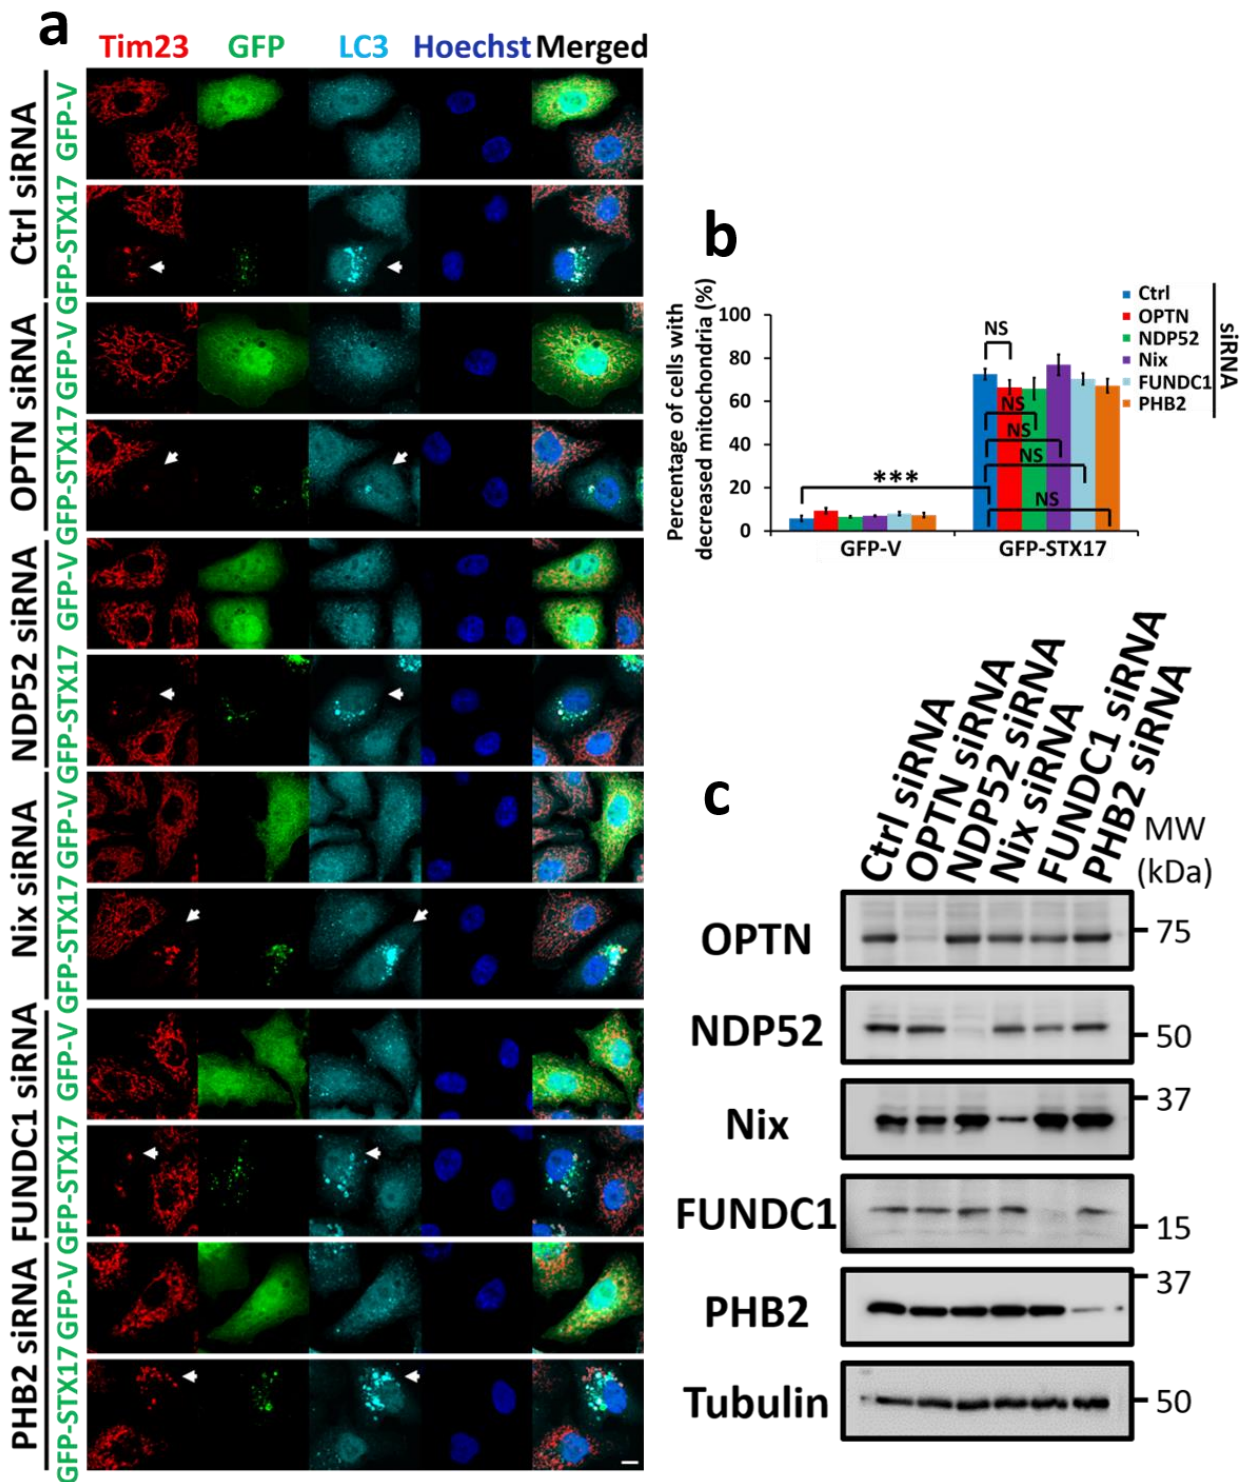 a
Tim23 GFP LC3 Hoechst Merged
Ctrl siRNA
GFP-V
GFP-STX17
OPTN siRNA
GFP-V
GFP-STX17
NDP52 siRNA
GFP-V
GFP-STX17
Nix siRNA
GFP-V
GFP-STX17
FUNDC1 siRNA
GFP-V
GFP-STX17
PHB2 siRNA
GFP-V
GFP-STX17
b
Percentage of cells with
decreased mitochondria (%)
100
80
60
40
20
0
***
NS
NS
NS
NS
NS
GFP-V GFP-STX17
Ctrl
OPTN
NDP52
Nix
FUNDC1
PHB2
siRNA
c
Ctrl siRNA
OPTN siRNA
NDP52 siRNA
Nix siRNA
FUNDC1 siRNA
PHB2 siRNA
MW
(kDa)
OPTN 75
NDP52 50
Nix 37
FUNDC1 15
PHB2 37
Tubulin 50